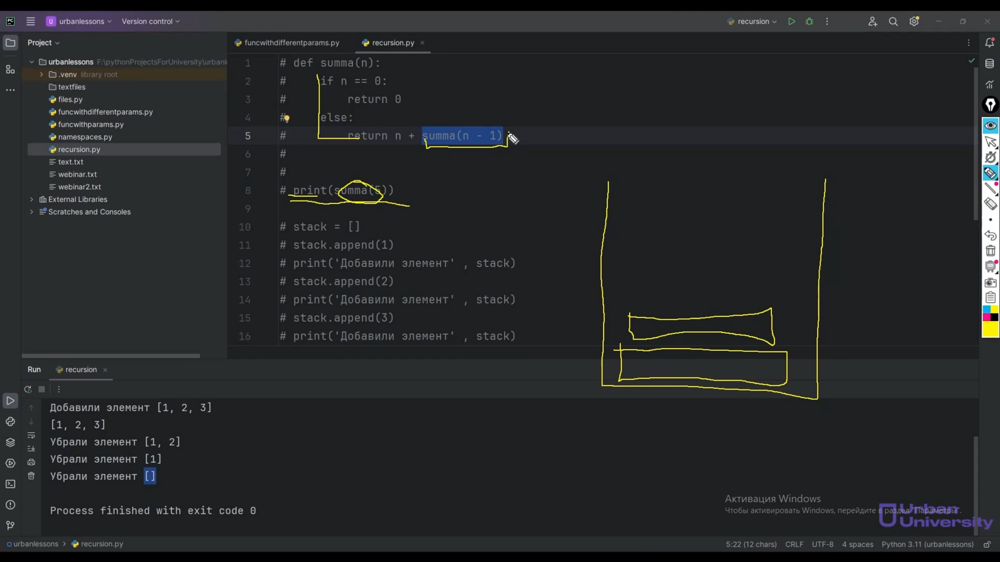 urbanlessons
Version control
recursion
Project
funcwithdifferentparams.py
recursion.py
urbanlessons F:\pythonProjectsForUniversity\urbanl
.venv library root
textfiles
files.py
funcwithdifferentparams.py
funcwithparams.py
namespaces.py
recursion.py
text.txt
webinar.txt
webinar2.txt
External Libraries
Scratches and Consoles
1 # def summa(n):
2 #     if n == 0:
3 #         return 0
4 #     else:
5 #         return n + summa(n - 1)
6 #
7 #
8 # print(summa(5))
9
10 # stack = []
11 # stack.append(1)
12 # print('Добавили элемент' , stack)
13 # stack.append(2)
14 # print('Добавили элемент' , stack)
15 # stack.append(3)
16 # print('Добавили элемент' , stack)
Run recursion
Добавили элемент [1, 2, 3]
[1, 2, 3]
Убрали элемент [1, 2]
Убрали элемент [1]
Убрали элемент []
Process finished with exit code 0
Активация Windows
Чтобы активировать Windows, перейдите в раздел "Параметры".
Urban
University
urbanlessons > recursion.py
5:22 (12 chars) CRLF UTF-8 4 spaces Python 3.11 (urbanlessons)